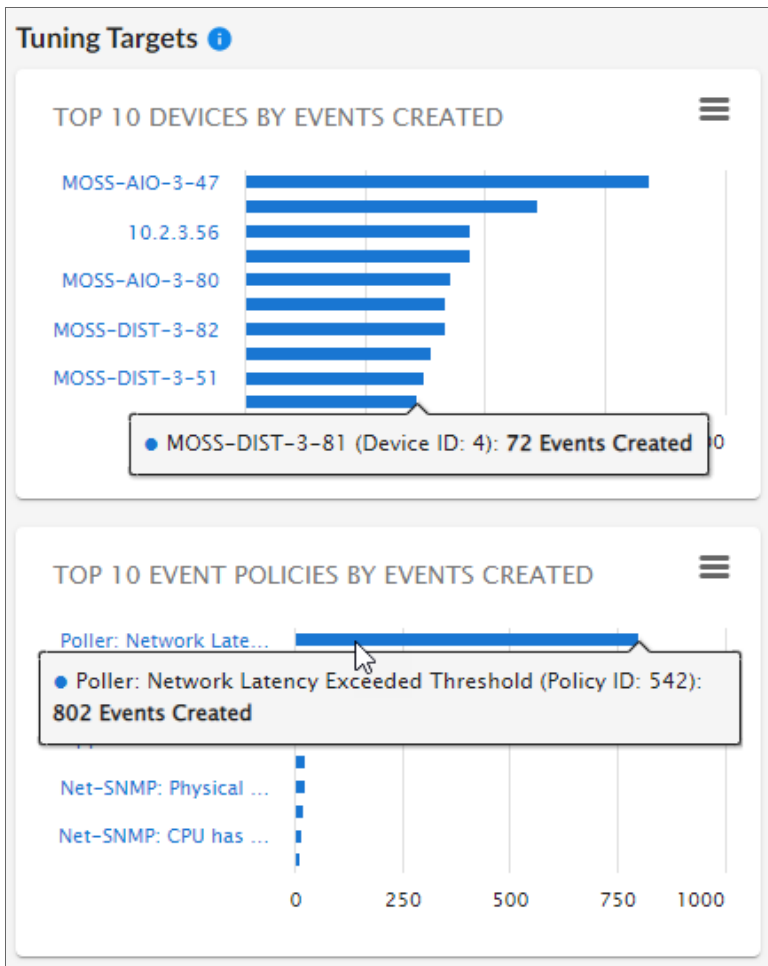 Tuning Targets
TOP 10 DEVICES BY EVENTS CREATED
MOSS-AIO-3-47
10.2.3.56
MOSS-AIO-3-80
MOSS-DIST-3-82
MOSS-DIST-3-51
MOSS-DIST-3-81 (Device ID: 4): 72 Events Created
TOP 10 EVENT POLICIES BY EVENTS CREATED
Poller: Network Late...
Poller: Network Latency Exceeded Threshold (Policy ID: 542):
802 Events Created
Net-SNMP: Physical ...
Net-SNMP: CPU has ...
0 250 500 750 1000